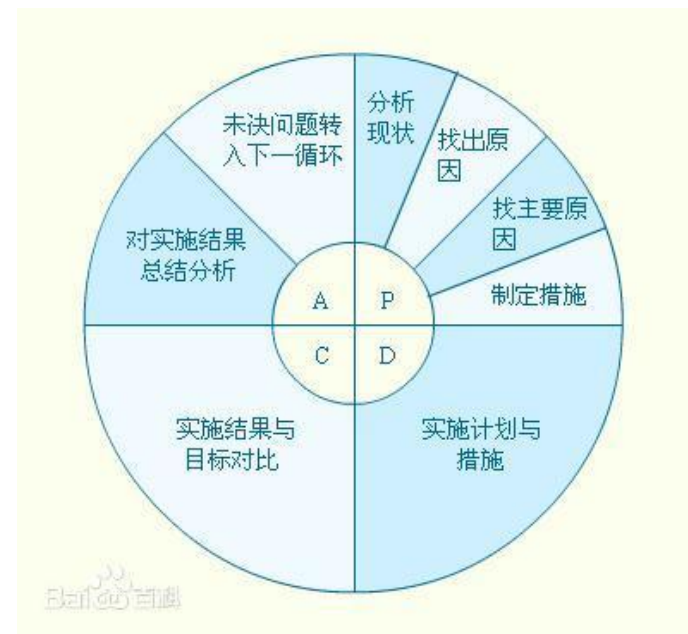 分析
现状
找出原
因
找主要原
因
制定措施
实施计划与
措施
实施结果与
目标对比
对实施结果
总结分析
未决问题转
入下一循环
A
P
C
D
Baidu百科